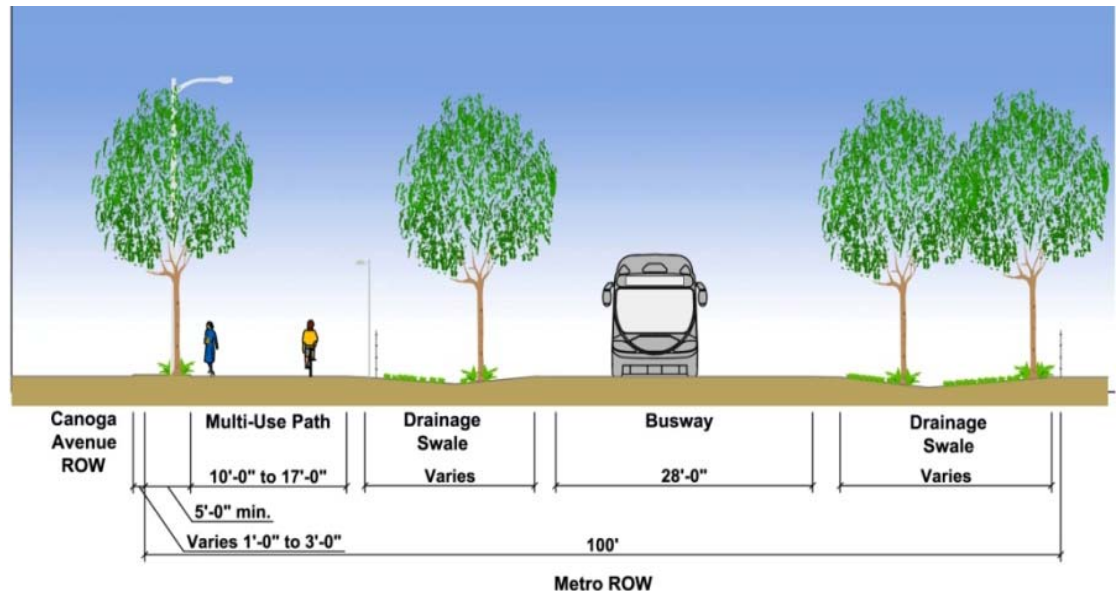 Canoga
Avenue
ROW
Multi-Use Path
Drainage
Swale
Busway
Drainage
Swale
10'-0" to 17'-0"
Varies
28'-0"
Varies
5'-0" min.
Varies 1'-0" to 3'-0"
100'
Metro ROW